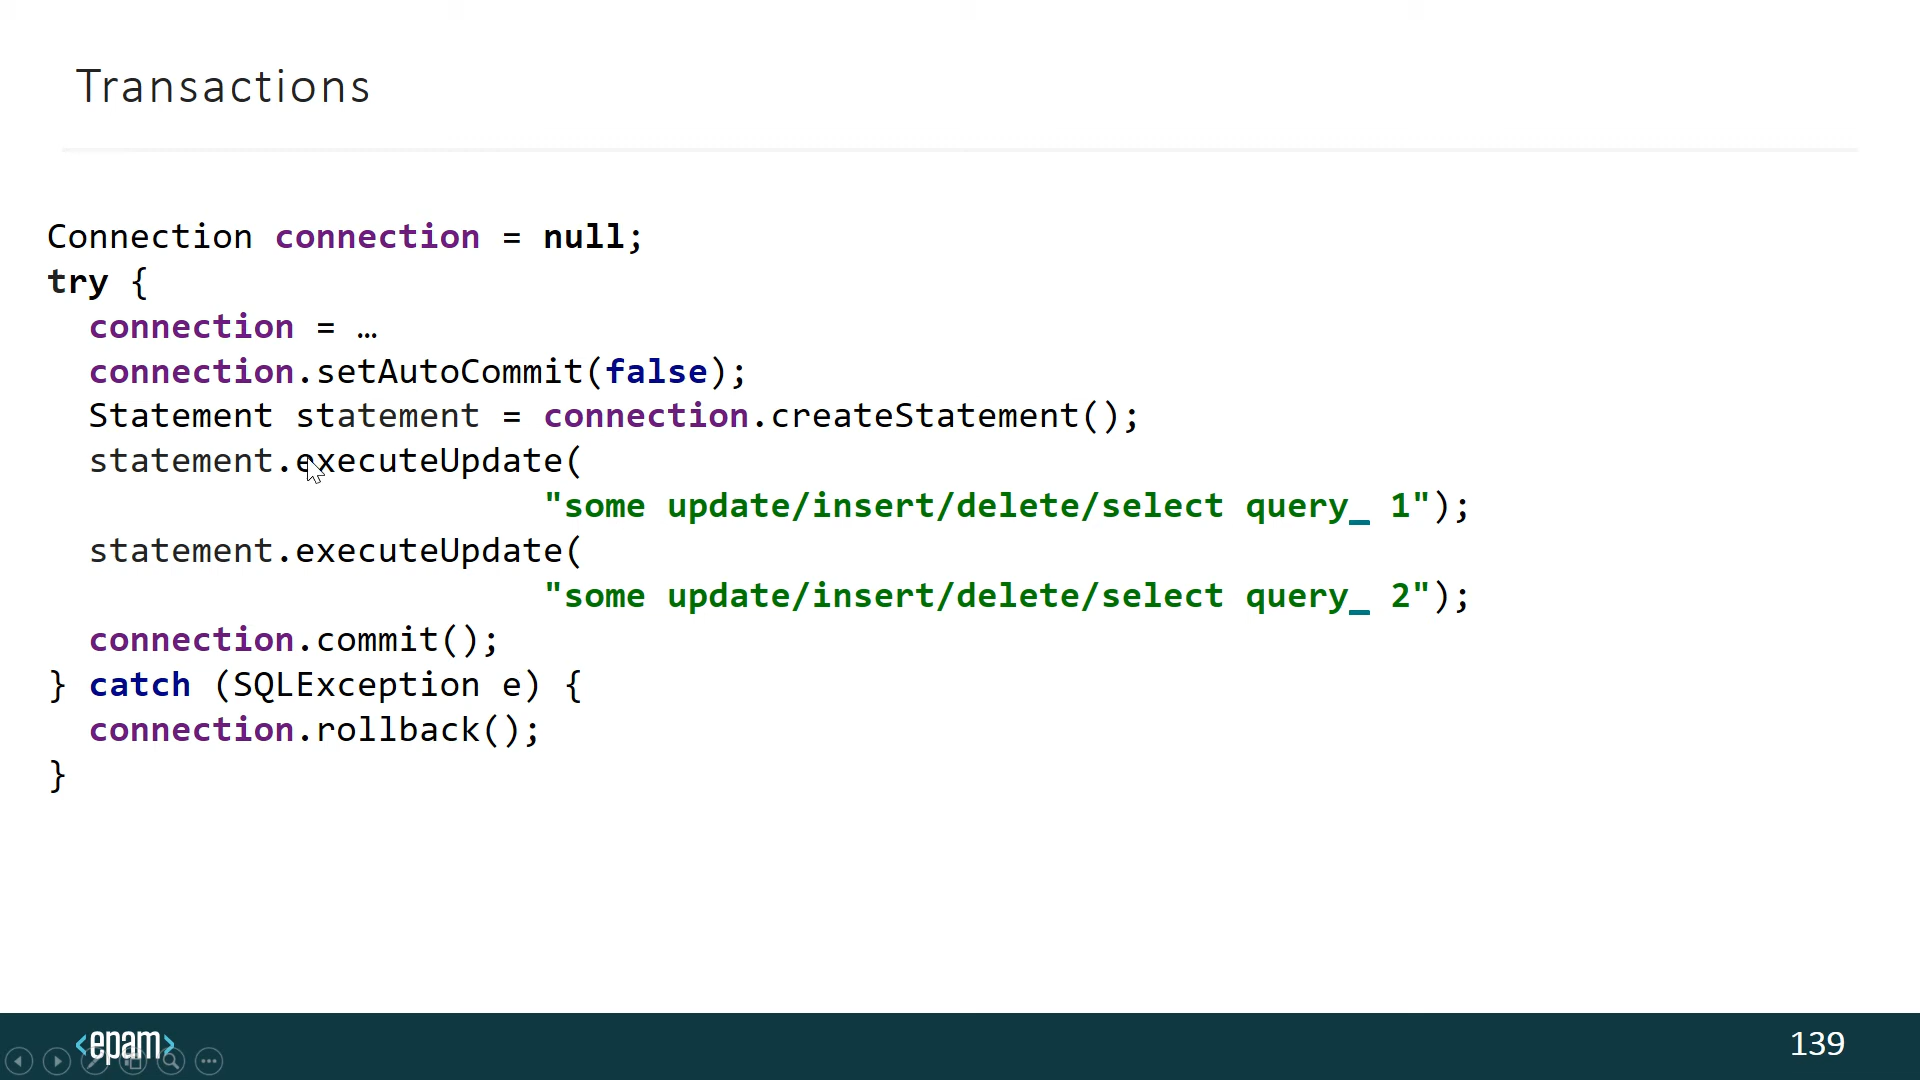 Transactions
Connection connection = null;
try {
connection = …
connection.setAutoCommit(false);
Statement statement = connection.createStatement();
statement.executeUpdate(
"some update/insert/delete/select query_ 1");
statement.executeUpdate(
"some update/insert/delete/select query_ 2");
connection.commit();
} catch (SQLException e) {
connection.rollback();
}
<epam>
139